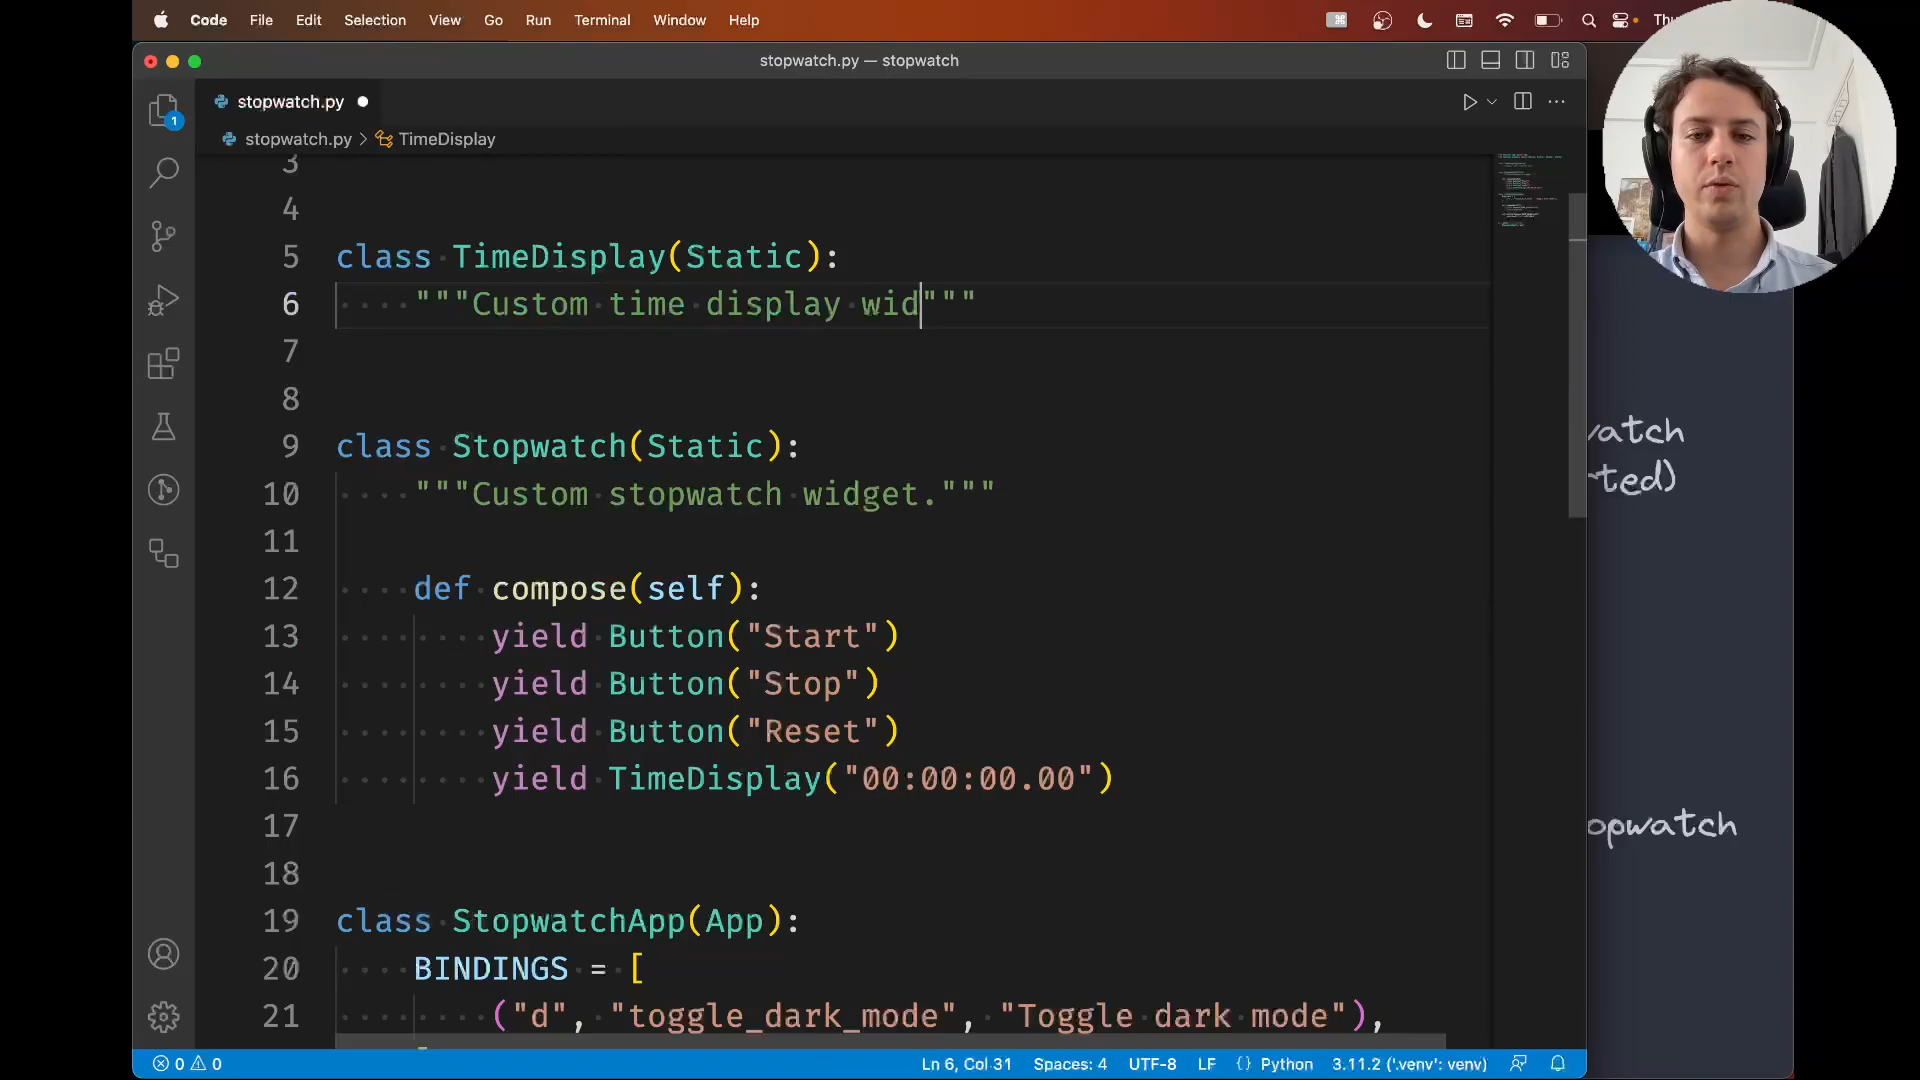 Code File Edit Selection View Go Run Terminal Window Help
stopwatch.py — stopwatch
stopwatch.py
stopwatch.py > TimeDisplay
1
3
4
5 class TimeDisplay(Static):
6 """Custom time display wid"""
7
8
9 class Stopwatch(Static):
10 """Custom stopwatch widget."""
11
12 def compose(self):
13 yield Button("Start")
14 yield Button("Stop")
15 yield Button("Reset")
16 yield TimeDisplay("00:00:00.00")
17
18
19 class StopwatchApp(App):
20 BINDINGS = [
21 ("d", "toggle_dark_mode", "Toggle dark mode"),
0 0 Ln 6, Col 31 Spaces: 4 UTF-8 LF {} Python 3.11.2 ('.venv': venv)